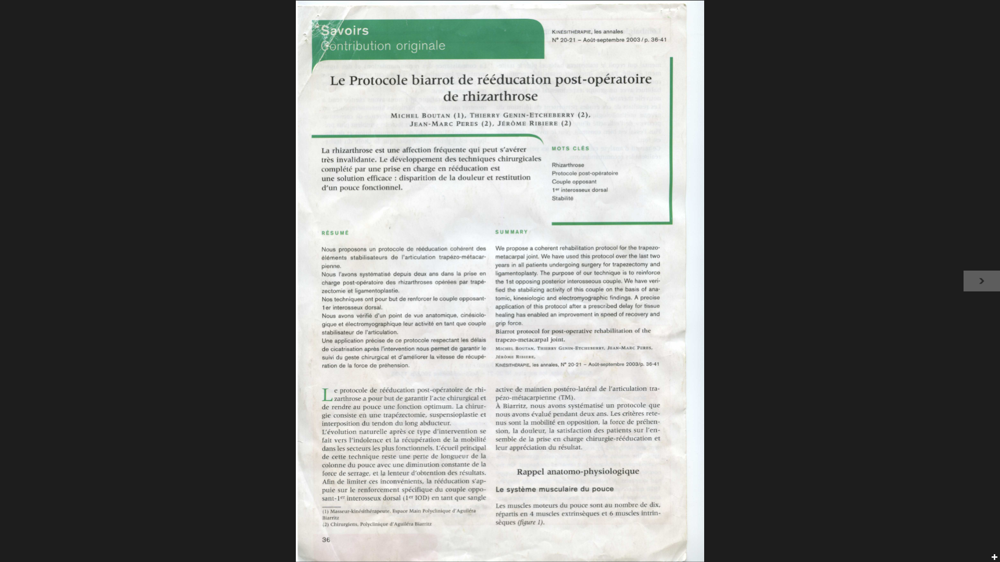 Savoirs
Contribution originale
KINÉSITHÉRAPIE, les annales
N° 20-21 – Août-septembre 2003 / p. 36-41
Le Protocole biarrot de rééducation post-opératoire
de rhizarthrose
MICHEL BOUTAN (1), THIERRY GENIN-ETCHEBERRY (2),
JEAN-MARC PERES (2), JÉRÔME RIBIERE (2)
La rhizarthrose est une affection fréquente qui peut s'avérer
très invalidante. Le développement des techniques chirurgicales
complété par une prise en charge en rééducation est
une solution efficace : disparition de la douleur et restitution
d'un pouce fonctionnel.
MOTS CLÉS
Rhizarthrose
Protocole post-opératoire
Couple opposant
1er interosseux dorsal
Stabilité
RÉSUMÉ
Nous proposons un protocole de rééducation cohérent des
éléments stabilisateurs de l'articulation trapézo-métacar-
pienne.
Nous l'avons systématisé depuis deux ans dans la prise en
charge post-opératoire des rhizarthroses opérées par trapé-
zectomie et ligamentoplastie.
Nos techniques ont pour but de renforcer le couple opposant-
1er interosseux dorsal.
Nous avons vérifié d'un point de vue anatomique, cinésiolo-
gique et électromyographique leur activité en tant que couple
stabilisateur de l'articulation.
Une application précise de ce protocole respectant les délais
de cicatrisation après l'intervention nous permet de garantir le
suivi du geste chirurgical et d'améliorer la vitesse de récupé-
ration de la force de préhension.
SUMMARY
We propose a coherent rehabilitation protocol for the trapezo-
metacarpal joint. We have used this protocol over the last two
years in all patients undergoing surgery for trapezectomy and
ligamentoplasty. The purpose of our technique is to reinforce
the 1st opposing posterior interosseous couple. We have veri-
fied the stabilizing activity of this couple on the basis of ana-
tomic, kinesiologic and electromyographic findings. A precise
application of this protocol after a prescribed delay for tissue
healing has enabled an improvement in speed of recovery and
grip force.
Biarrot protocol for post-operative rehabilitation of the
trapezo-metacarpal joint.
MICHEL BOUTAN, THIERRY GENIN-ETCHEBERRY, JEAN-MARC PERES,
JÉRÔME RIBIERE,
KINÉSITHÉRAPIE, les annales, N° 20-21 – Août-septembre 2003/p. 36-41
Le protocole de rééducation post-opératoire de rhi-
zarthrose a pour but de garantir l'acte chirurgical et
de rendre au pouce une fonction optimum. La chirur-
gie consiste en une trapézectomie, suspensioplastie et
interposition du tendon du long abducteur.
L'évolution naturelle après ce type d'intervention se
fait vers l'indolence et la récupération de la mobilité
dans les secteurs les plus fonctionnels. L'écueil principal
de cette technique reste une perte de longueur de la
colonne du pouce avec une diminution constante de la
force de serrage, et la lenteur d'obtention des résultats.
Afin de limiter ces inconvénients, la rééducation s'ap-
puie sur le renforcement spécifique du couple oppo-
sant-1er interosseux dorsal (1er IOD) en tant que sangle
(1) Masseur-kinésithérapeute, Espace Main Polyclinique d'Aguiléra
Biarritz
(2) Chirurgiens, Polyclinique d'Aguiléra Biarritz
36
active de maintien postéro-latéral de l'articulation tra-
pézo-métacarpienne (TM).
À Biarritz, nous avons systématisé un protocole que
nous avons évalué pendant deux ans. Les critères rete-
nus sont la mobilité en opposition, la force de préhen-
sion, la douleur, la satisfaction des patients sur l'en-
semble de la prise en charge chirurgie-rééducation et
leur appréciation du résultat.
Rappel anatomo-physiologique
Le système musculaire du pouce
Les muscles moteurs du pouce sont au nombre de dix,
répartis en 4 muscles extrinsèques et 6 muscles intrin-
sèques (figure 1).